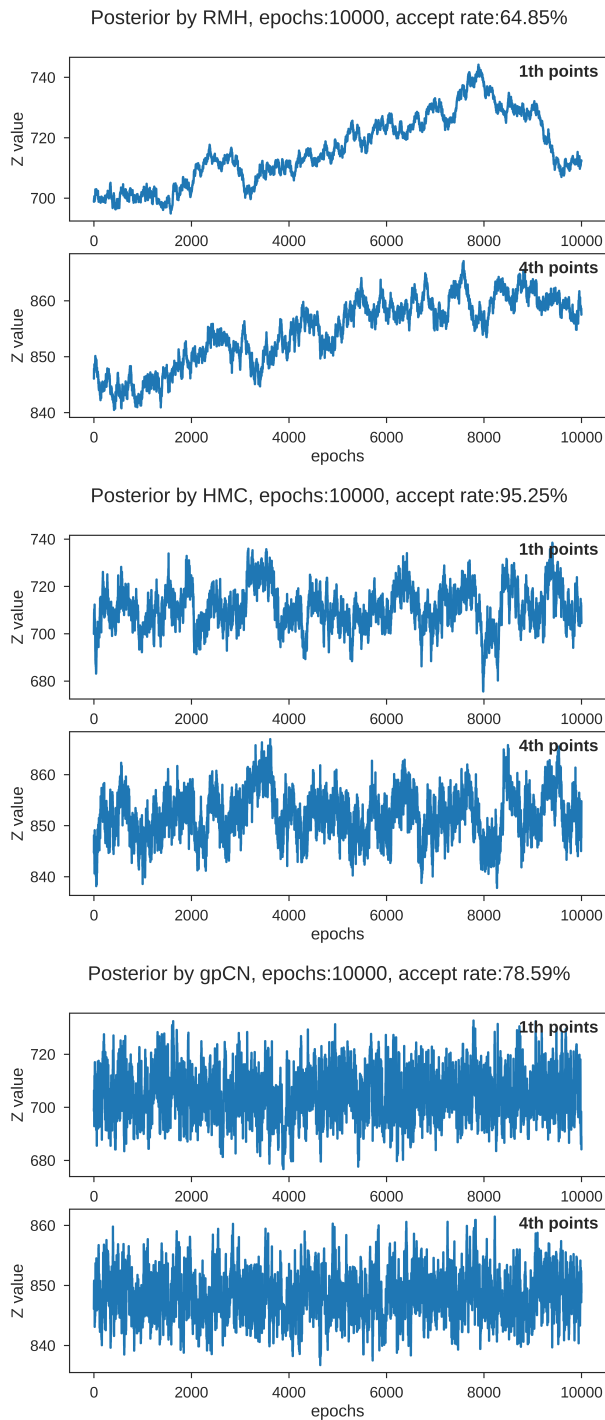 Posterior by RMH, epochs:10000, accept rate:64.85%
1th points
740
720
700
Z value
0 2000 4000 6000 8000 10000
4th points
860
850
840
Z value
0 2000 4000 6000 8000 10000
epochs
Posterior by HMC, epochs:10000, accept rate:95.25%
1th points
740
720
700
680
Z value
0 2000 4000 6000 8000 10000
4th points
860
850
840
Z value
0 2000 4000 6000 8000 10000
epochs
Posterior by gpCN, epochs:10000, accept rate:78.59%
1th points
720
700
680
Z value
0 2000 4000 6000 8000 10000
4th points
860
850
840
Z value
0 2000 4000 6000 8000 10000
epochs